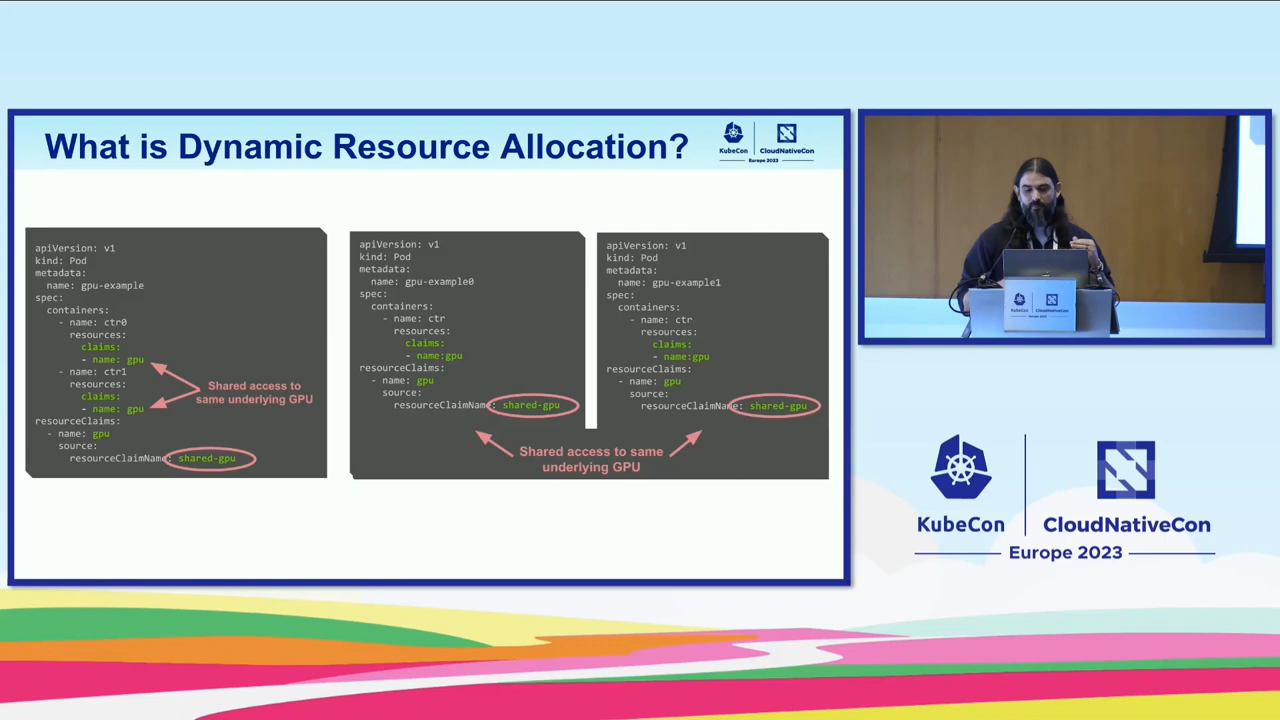 What is Dynamic Resource Allocation?
KubeCon
CloudNativeCon
Europe 2023
apiVersion: v1
kind: Pod
metadata:
name: gpu-example
spec:
containers:
- name: ctr0
resources:
claims:
- name: gpu
- name: ctr1
resources:
claims:
- name: gpu
resourceClaims:
- name: gpu
source:
resourceClaimName: shared-gpu
Shared access to
same underlying GPU
apiVersion: v1
kind: Pod
metadata:
name: gpu-example0
spec:
containers:
- name: ctr
resources:
claims:
- name:gpu
resourceClaims:
- name: gpu
source:
resourceClaimName: shared-gpu
apiVersion: v1
kind: Pod
metadata:
name: gpu-example1
spec:
containers:
- name: ctr
resources:
claims:
- name:gpu
resourceClaims:
- name: gpu
source:
resourceClaimName: shared-gpu
Shared access to same
underlying GPU
KubeCon
CloudNativeCon
Europe 2023
KubeCon
CloudNativeCon
Europe 2023